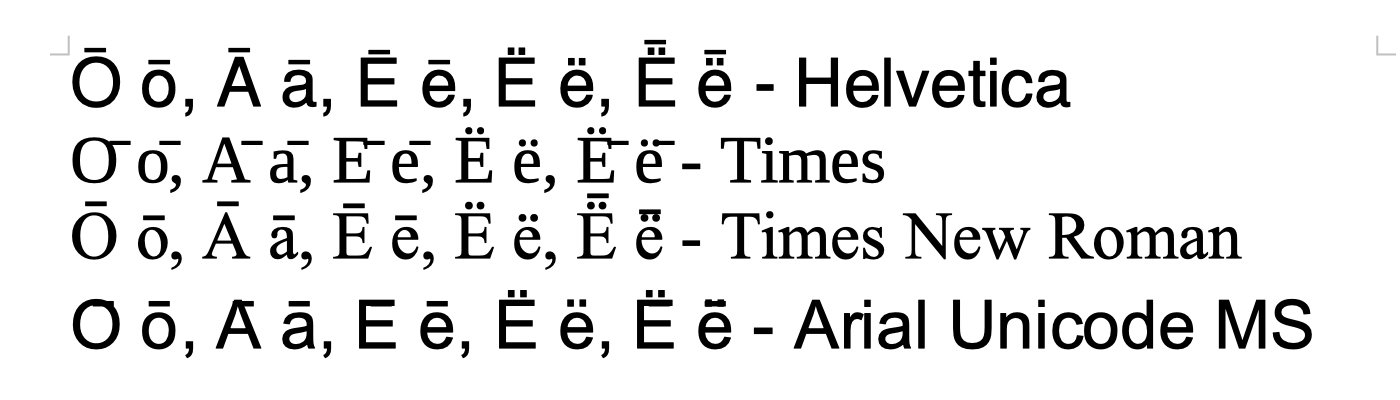 Ō ō, Ā ā, Ē ē, Ë ë, Ë̄ ë̄ - Helvetica
Ō ō, Ā ā, Ē ē, Ë ë, Ë̄ ë̄ - Times
Ō ō, Ā ā, Ē ē, Ë ë, Ë̄ ë̄ - Times New Roman
Ō ō, Ā ā, Ē ē, Ë ë, Ë̄ ë̄ - Arial Unicode MS